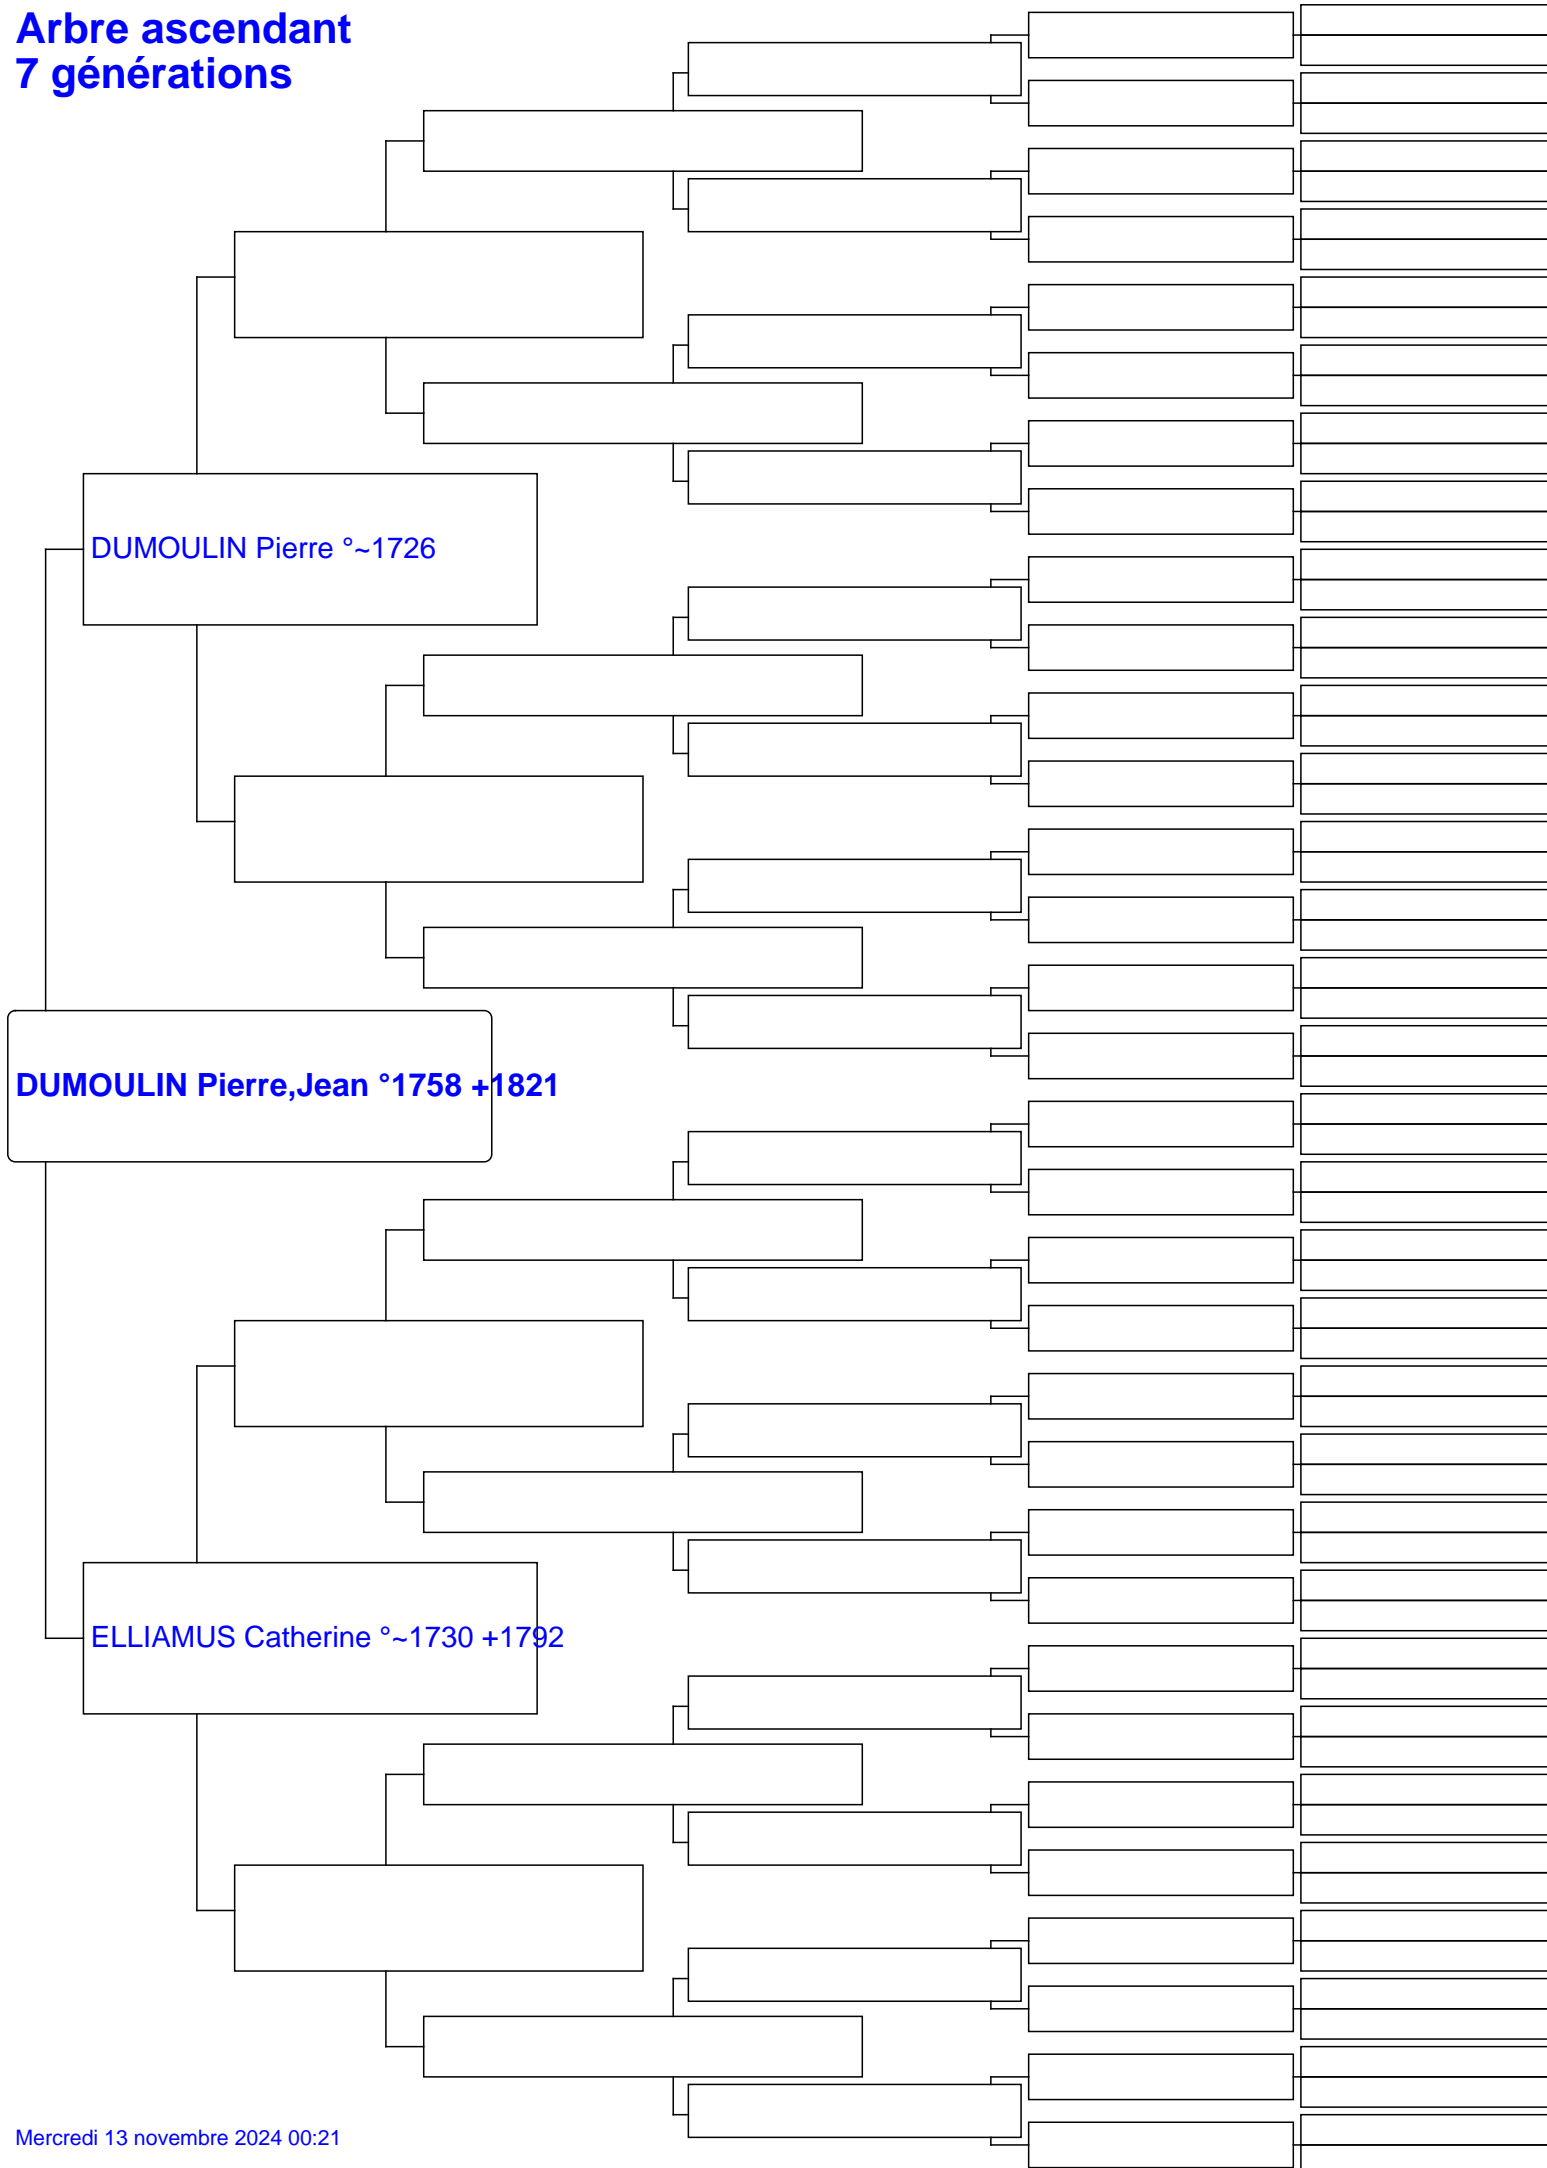 Arbre ascendant
7 générations
DUMOULIN Pierre °~1726
DUMOULIN Pierre,Jean °1758 +1821
ELLIAMUS Catherine °~1730 +1792
Mercredi 13 novembre 2024 00:21